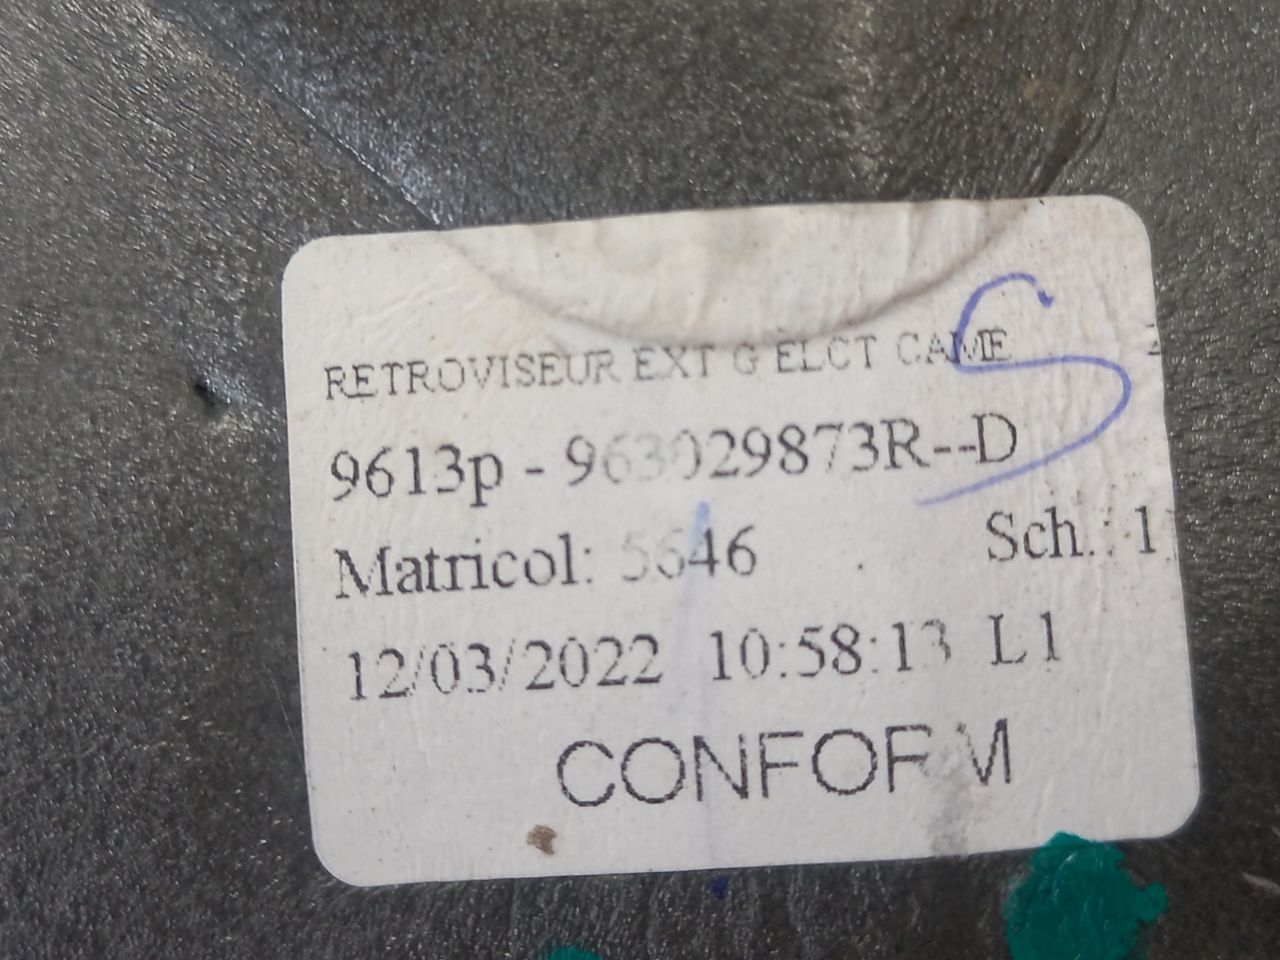 RETROVISEUR EXT G ELCT CAME
9613p - 963029873R--D
Matricol: 5646 Sch.: 1
12/03/2022 10:58:13 L1
CONFORM
S